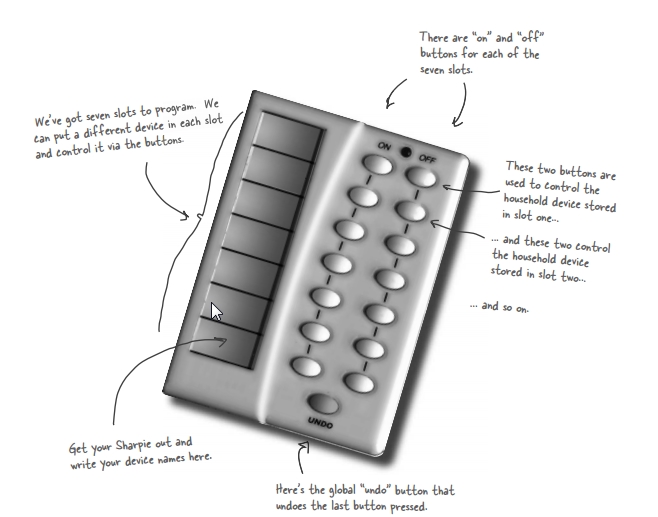 There are "on" and "off"
buttons for each of the
seven slots.
We've got seven slots to program. We
can put a different device in each slot
and control it via the buttons.
ON
OFF
These two buttons are
used to control the
household device stored
in slot one...
... and these two control
the household device
stored in slot two...
... and so on.
Get your Sharpie out and
write your device names here.
UNDO
Here's the global "undo" button that
undoes the last button pressed.